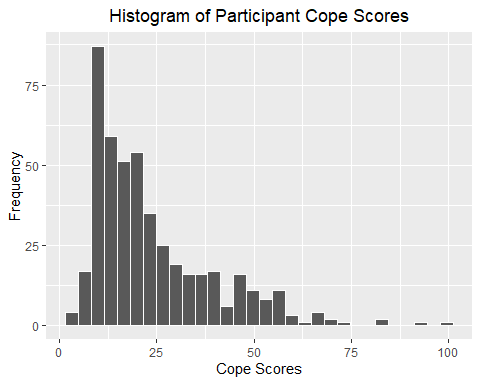 Histogram of Participant Cope Scores
Frequency
75
50
25
0
0 25 50 75 100
Cope Scores